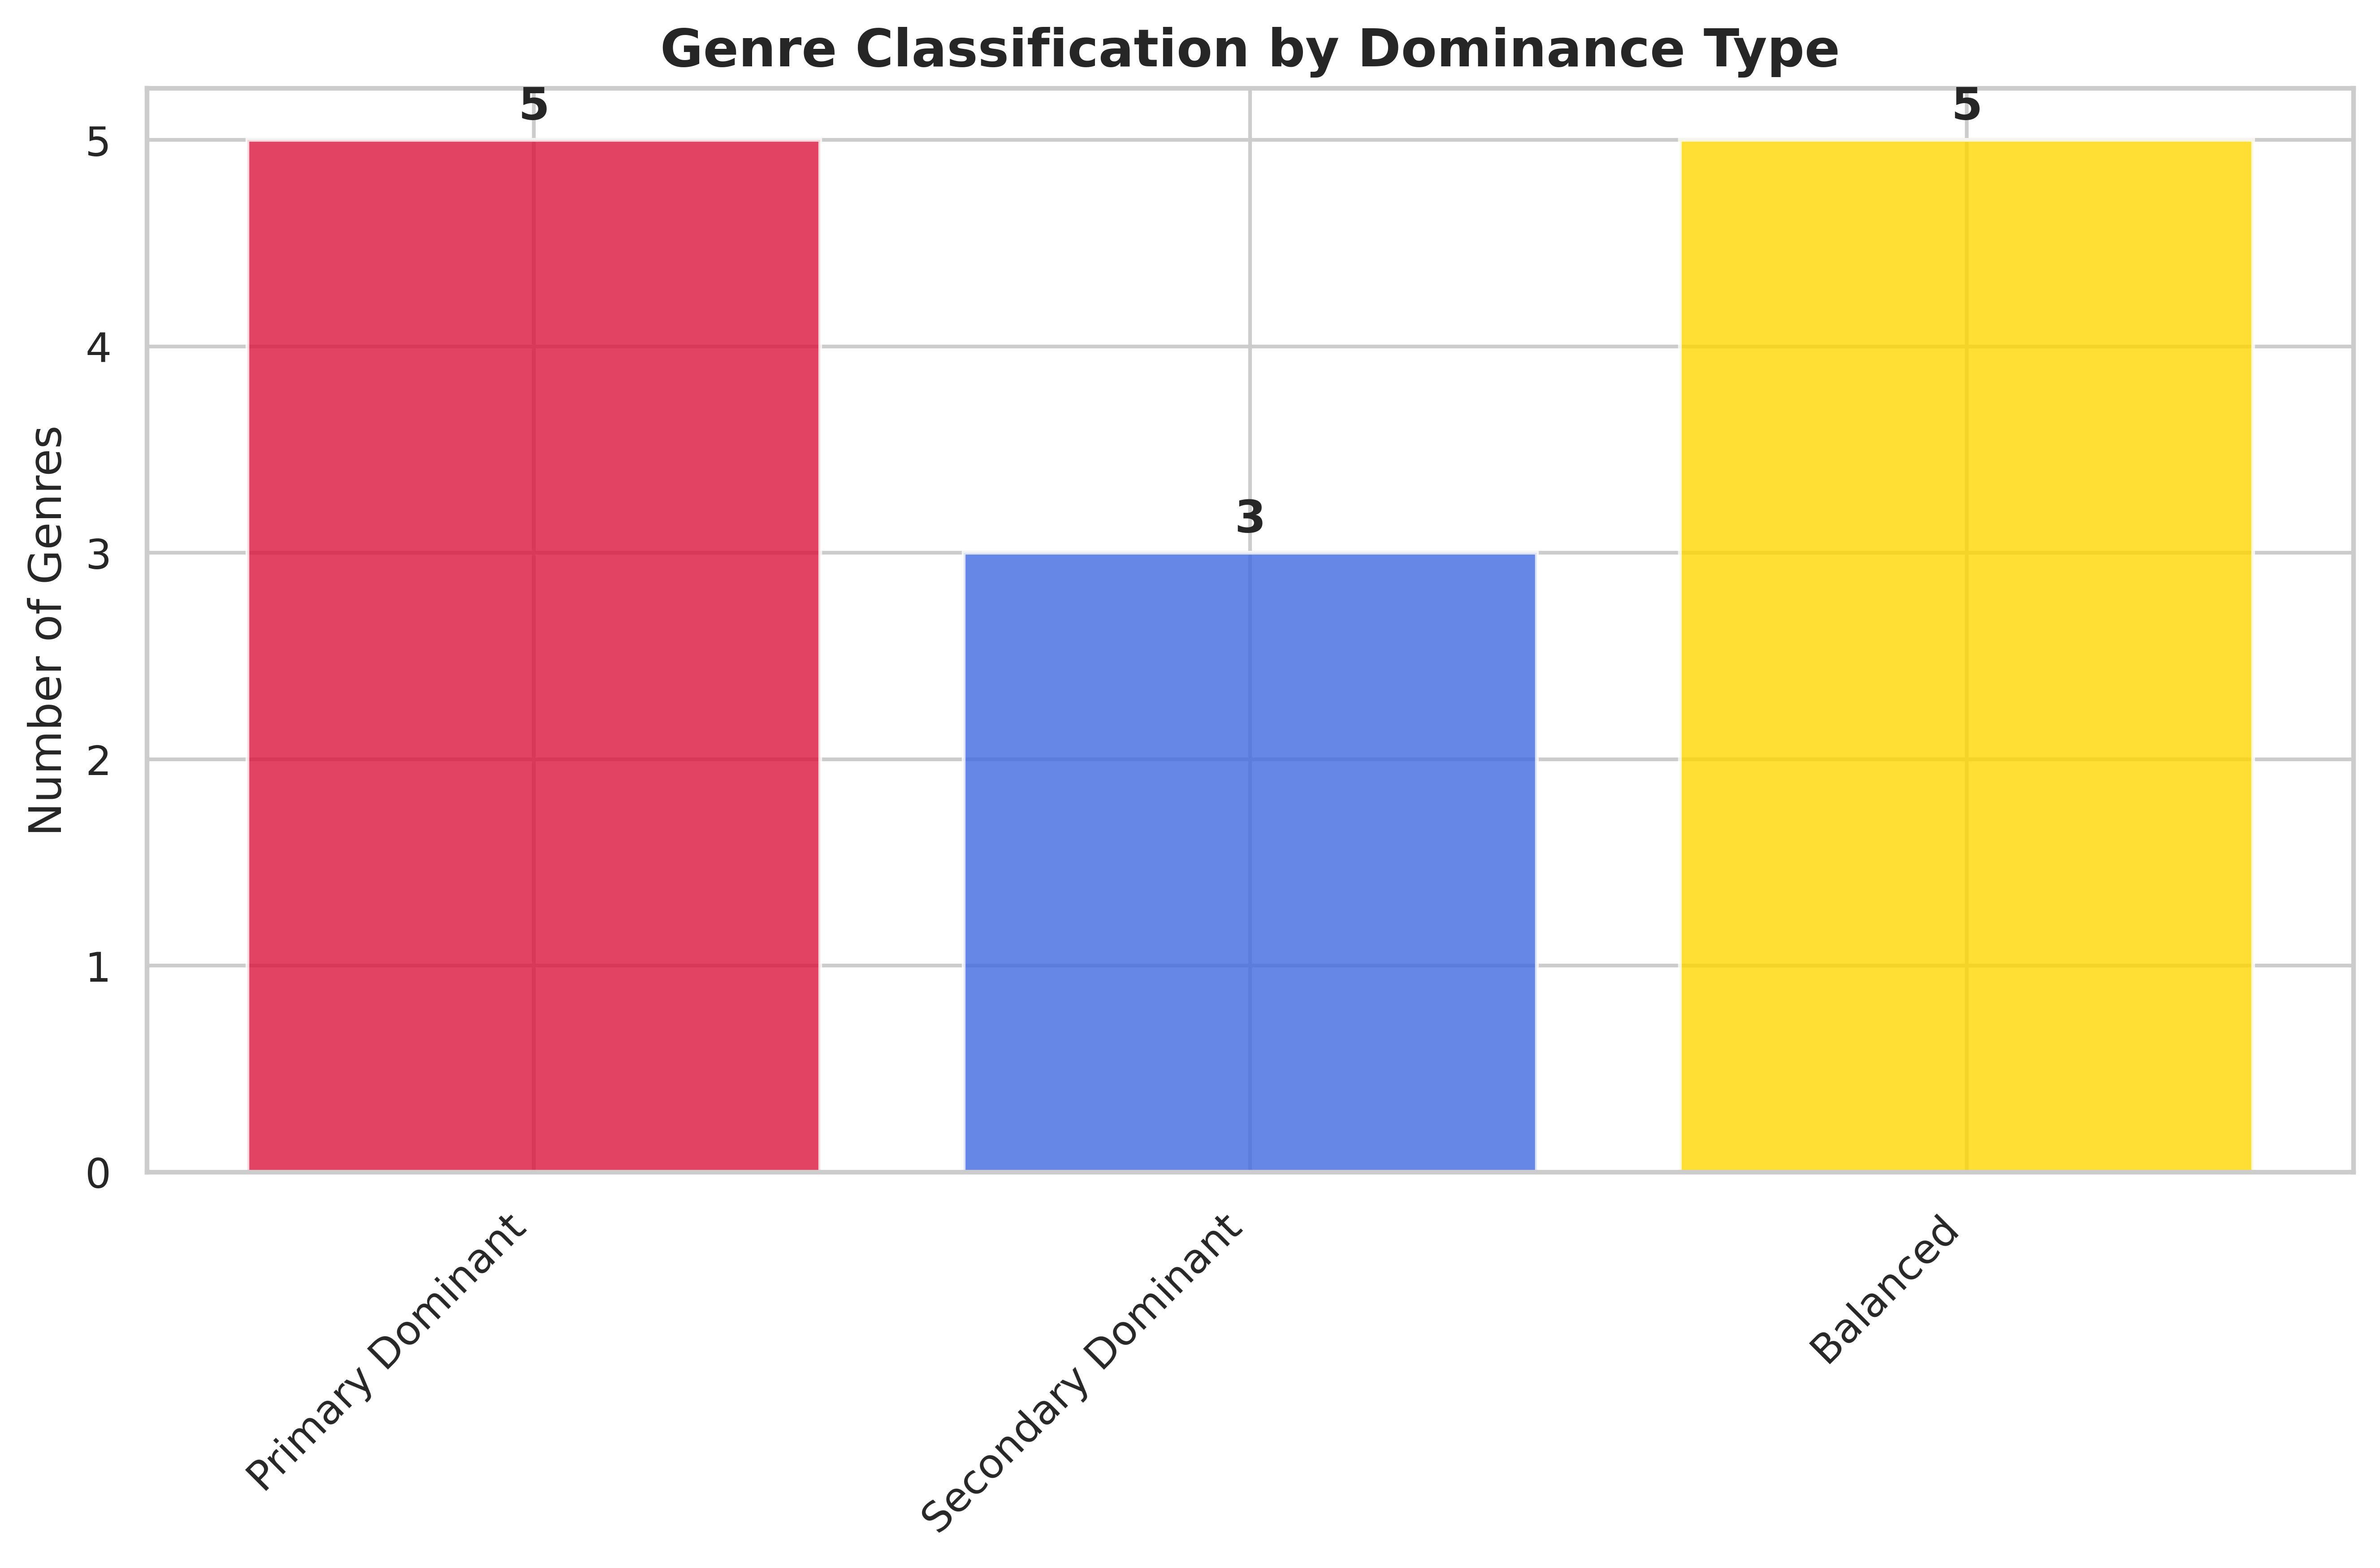 Genre Classification by Dominance Type
Number of Genres
5
4
3
2
1
0
5
3
5
Primary Dominant
Secondary Dominant
Balanced